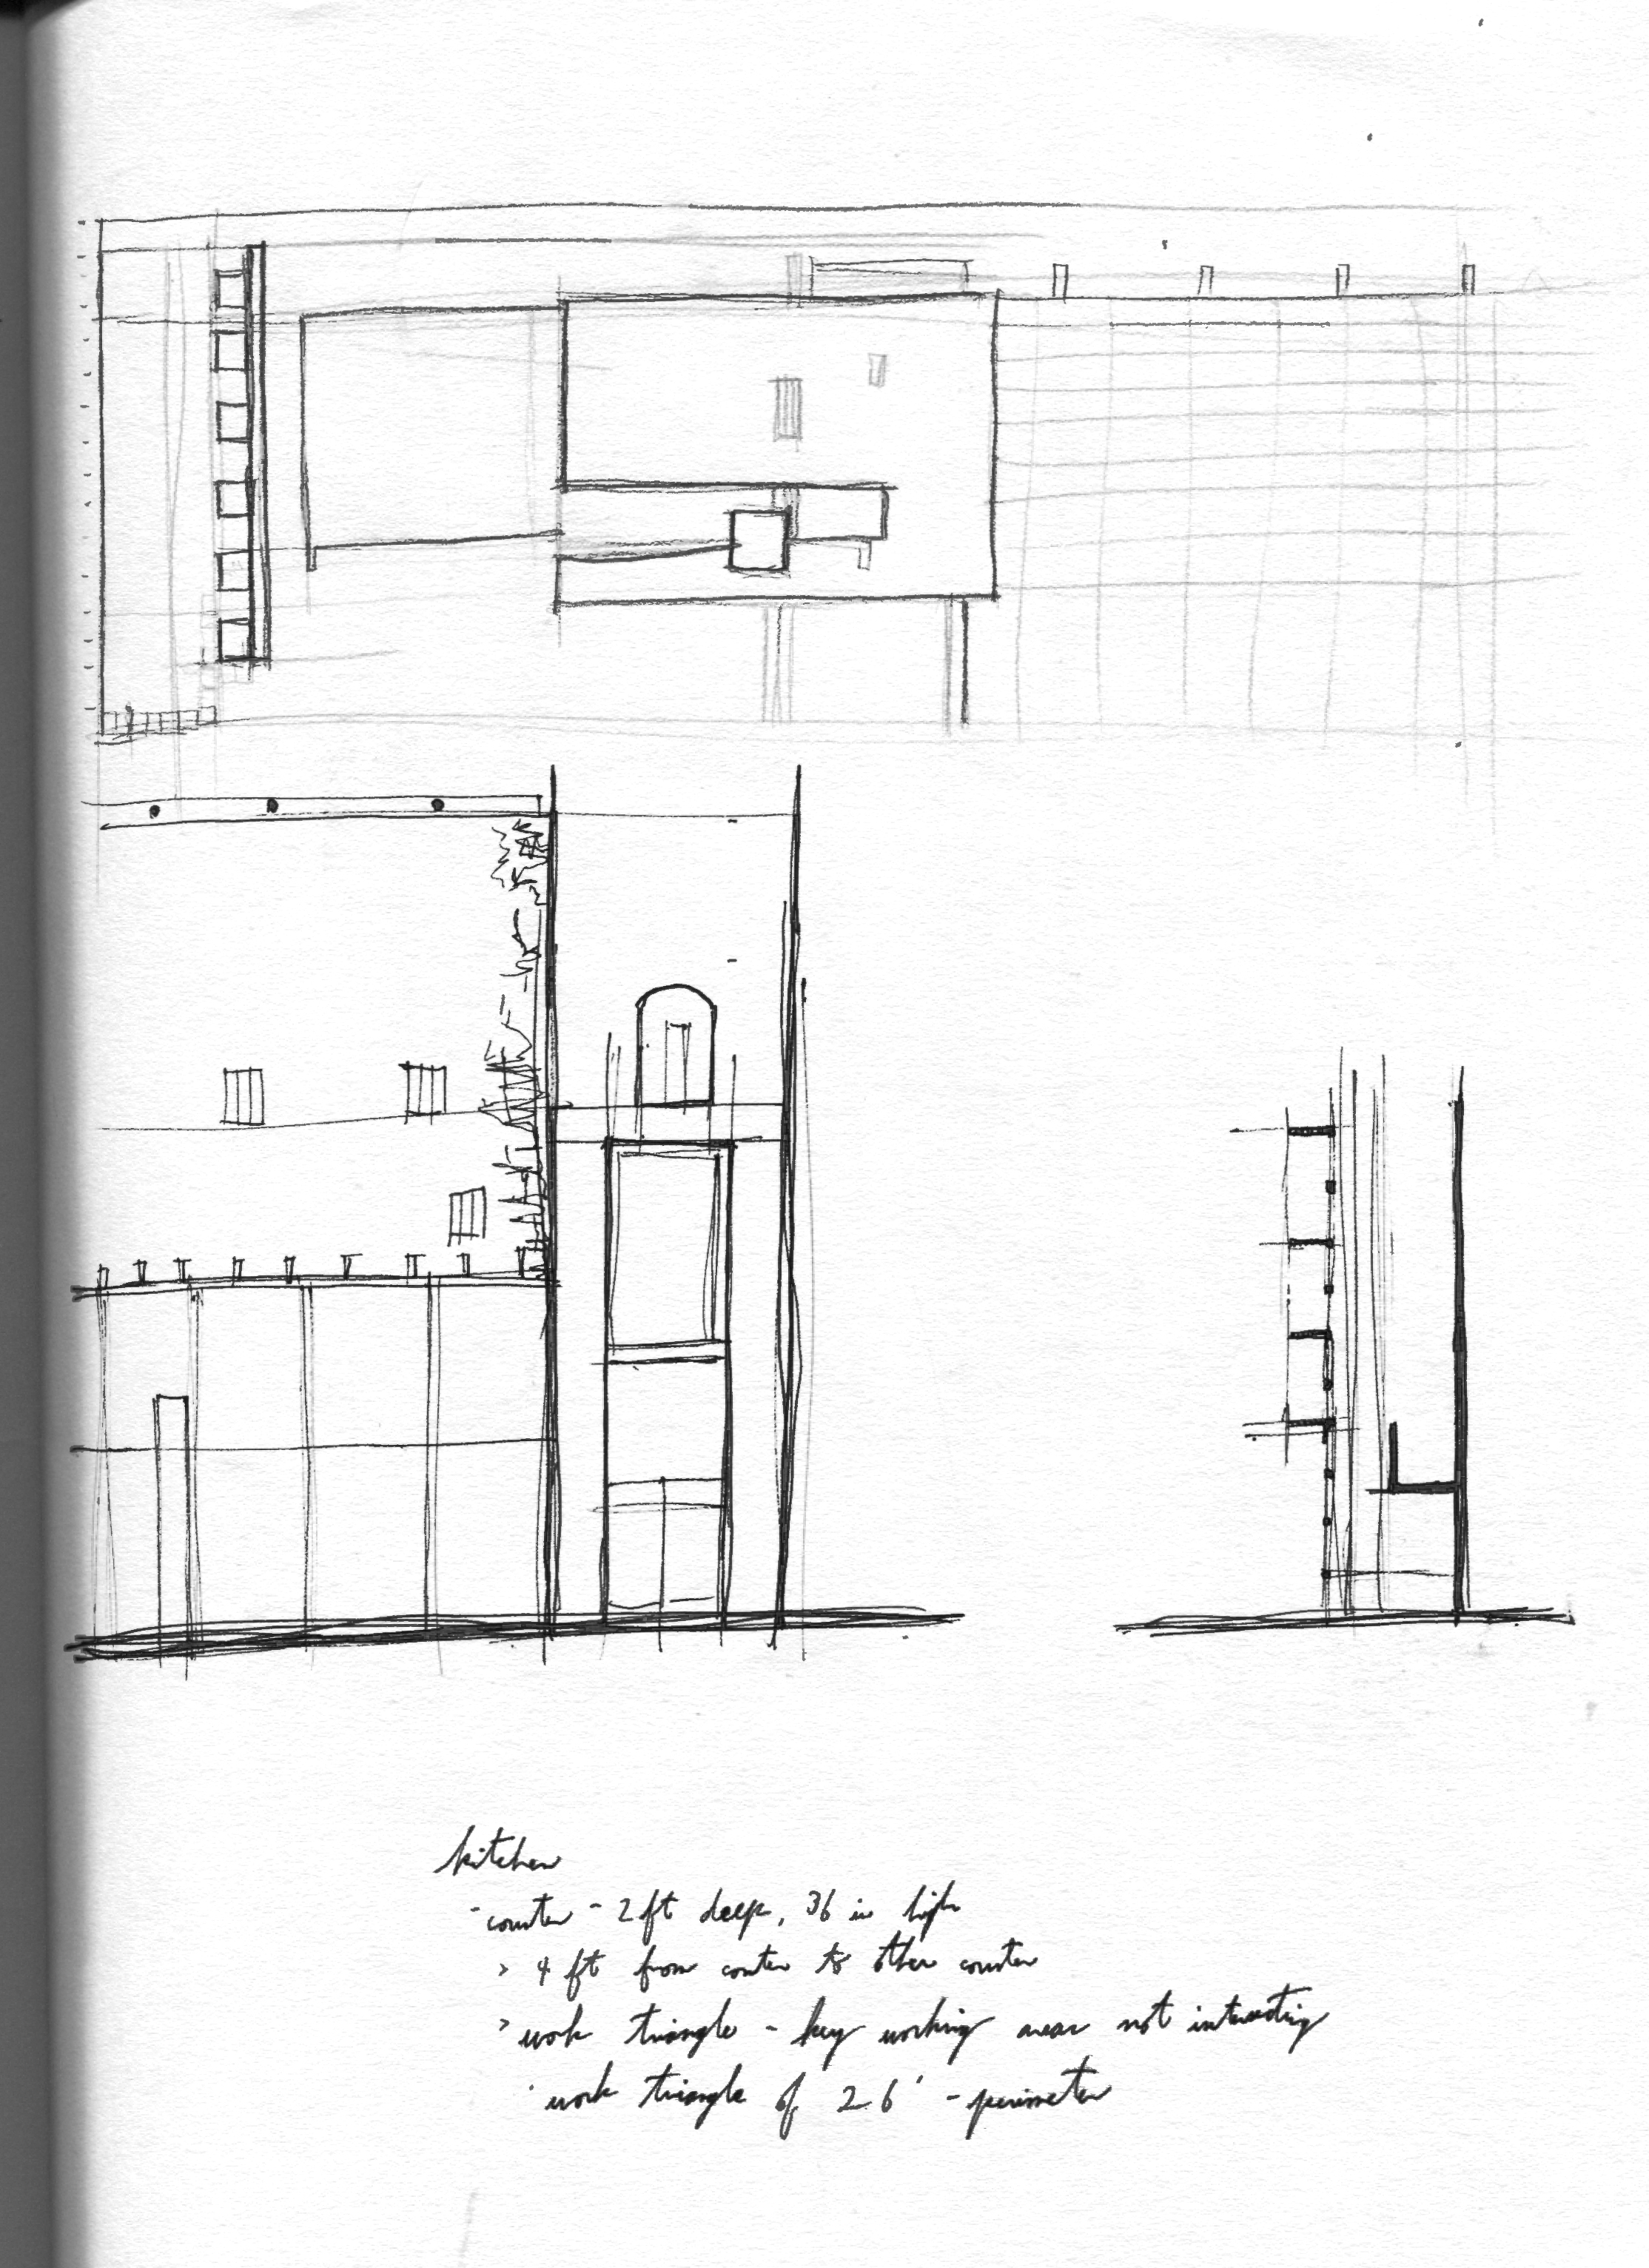 kitchen
- counter - 2 ft deep, 36 in high
> 4 ft from counter to other counter
> work triangle - key working areas not intersecting
· work triangle of 26' - perimeter